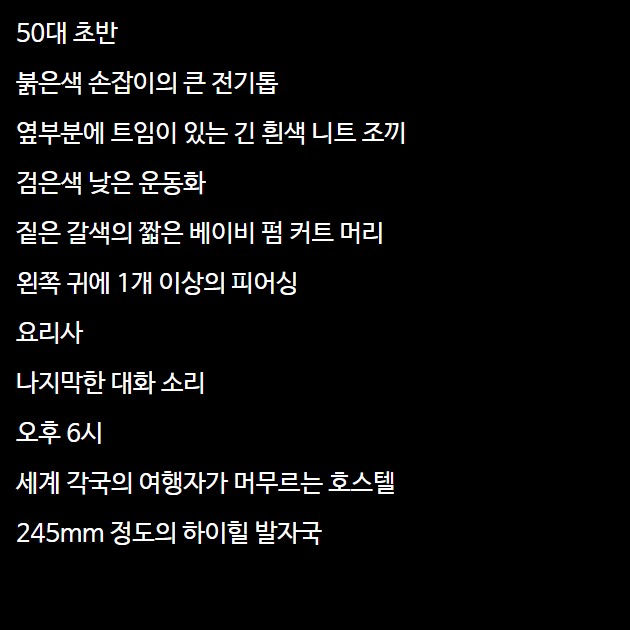 50대 초반
붉은색 손잡이의 큰 전기톱
옆부분에 트임이 있는 긴 흰색 니트 조끼
검은색 낮은 운동화
짙은 갈색의 짧은 베이비 펌 커트 머리
왼쪽 귀에 1개 이상의 피어싱
요리사
나지막한 대화 소리
오후 6시
세계 각국의 여행자가 머무르는 호스텔
245mm 정도의 하이힐 발자국